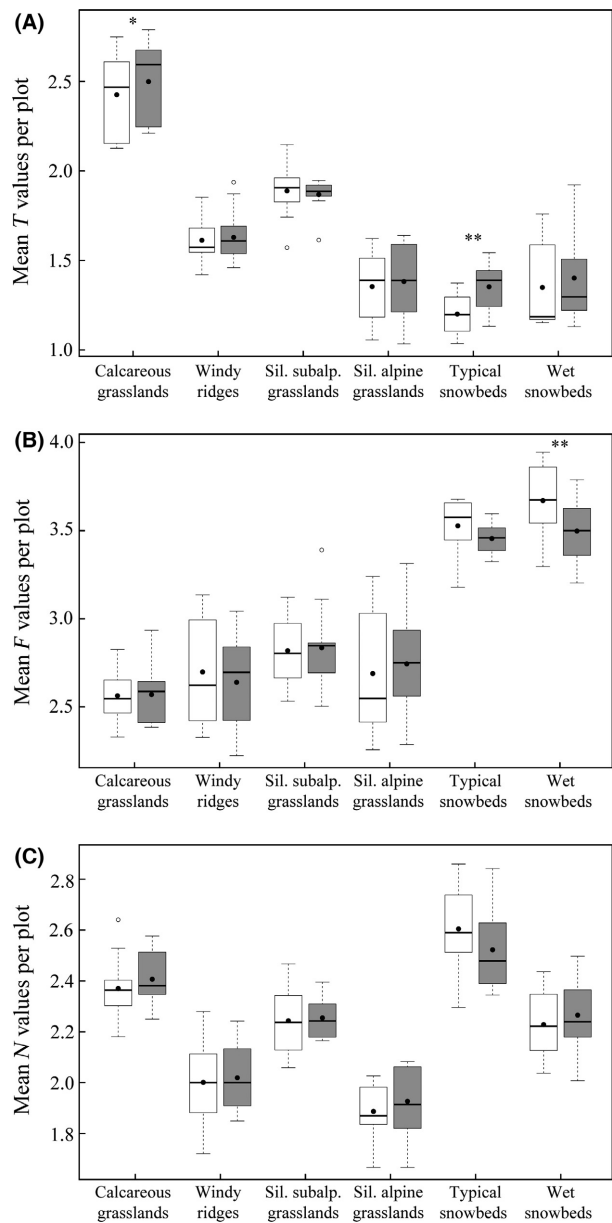 (A)
Mean T values per plot
2.5
2.0
1.5
1.0
*
**
Calcareous grasslands
Windy ridges
Sil. subalp. grasslands
Sil. alpine grasslands
Typical snowbeds
Wet snowbeds
(B)
Mean F values per plot
4.0
3.5
3.0
2.5
**
Calcareous grasslands
Windy ridges
Sil. subalp. grasslands
Sil. alpine grasslands
Typical snowbeds
Wet snowbeds
(C)
Mean N values per plot
2.8
2.6
2.4
2.2
2.0
1.8
Calcareous grasslands
Windy ridges
Sil. subalp. grasslands
Sil. alpine grasslands
Typical snowbeds
Wet snowbeds